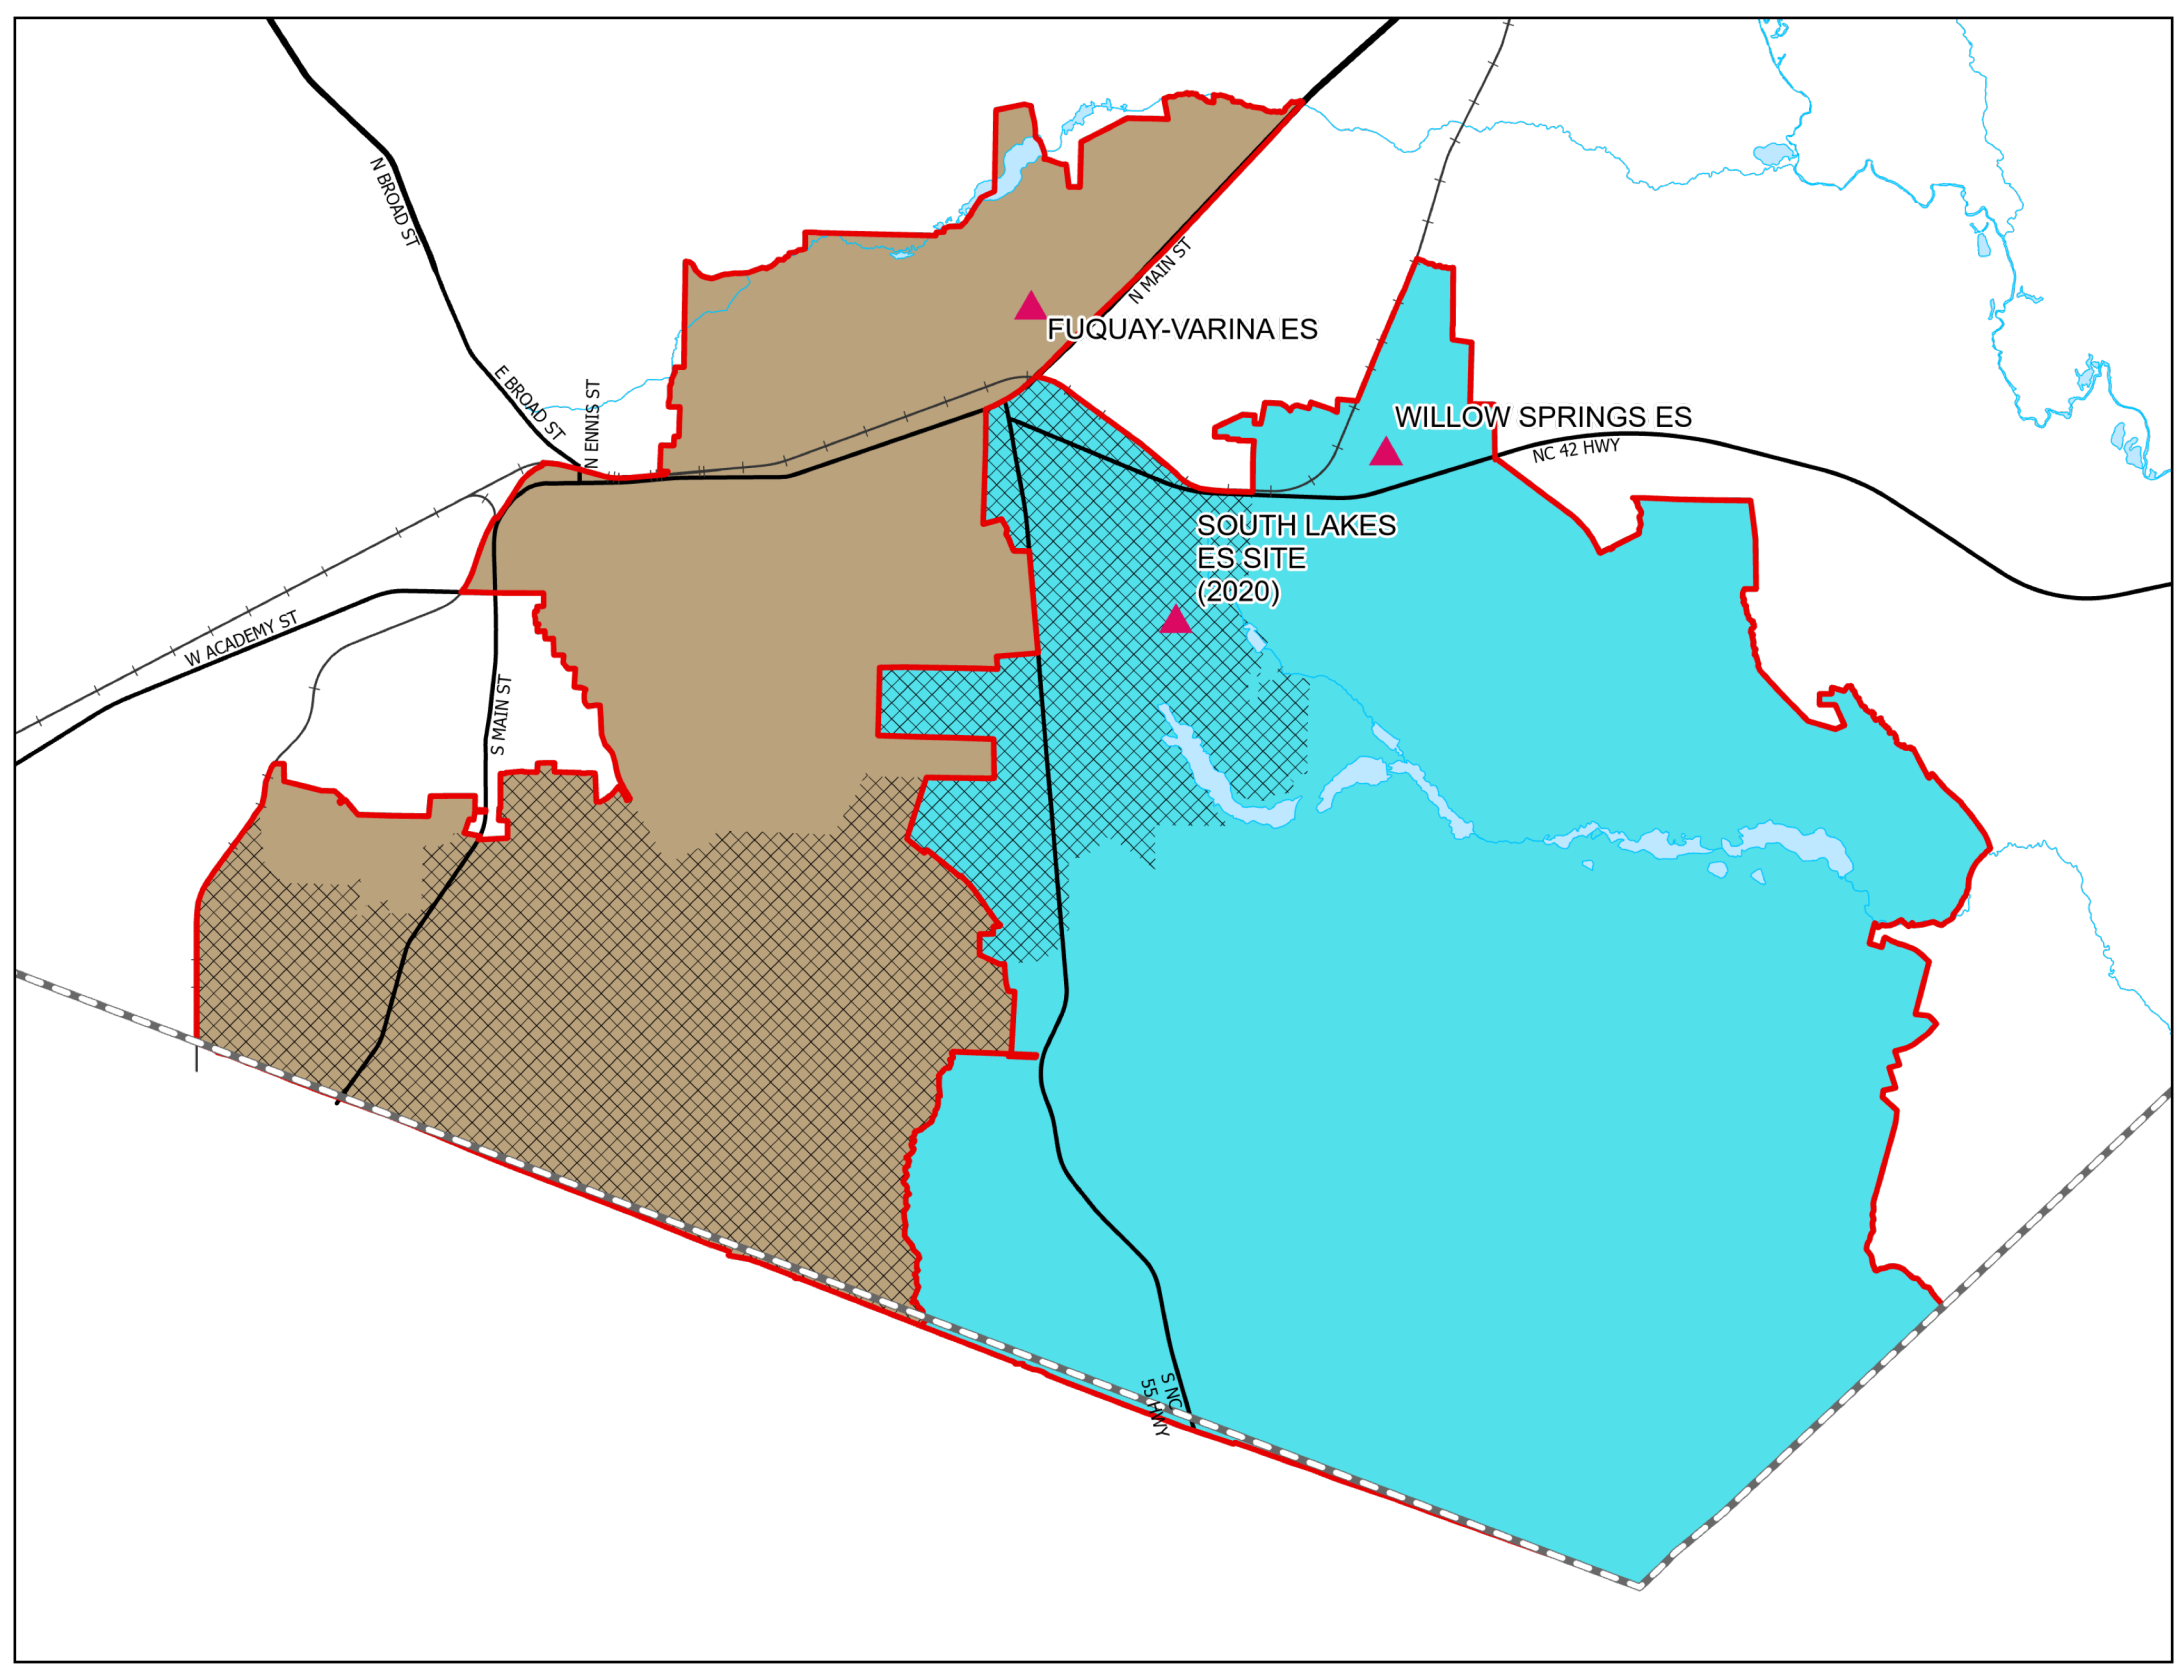 N BROAD ST
N MAIN ST
FUQUAY-VARINA ES
E BROAD ST
N ENNIS ST
WILLOW SPRINGS ES
NC 42 HWY
SOUTH LAKES
ES SITE
(2020)
W ACADEMY ST
S MAIN ST
S NC
55 HWY